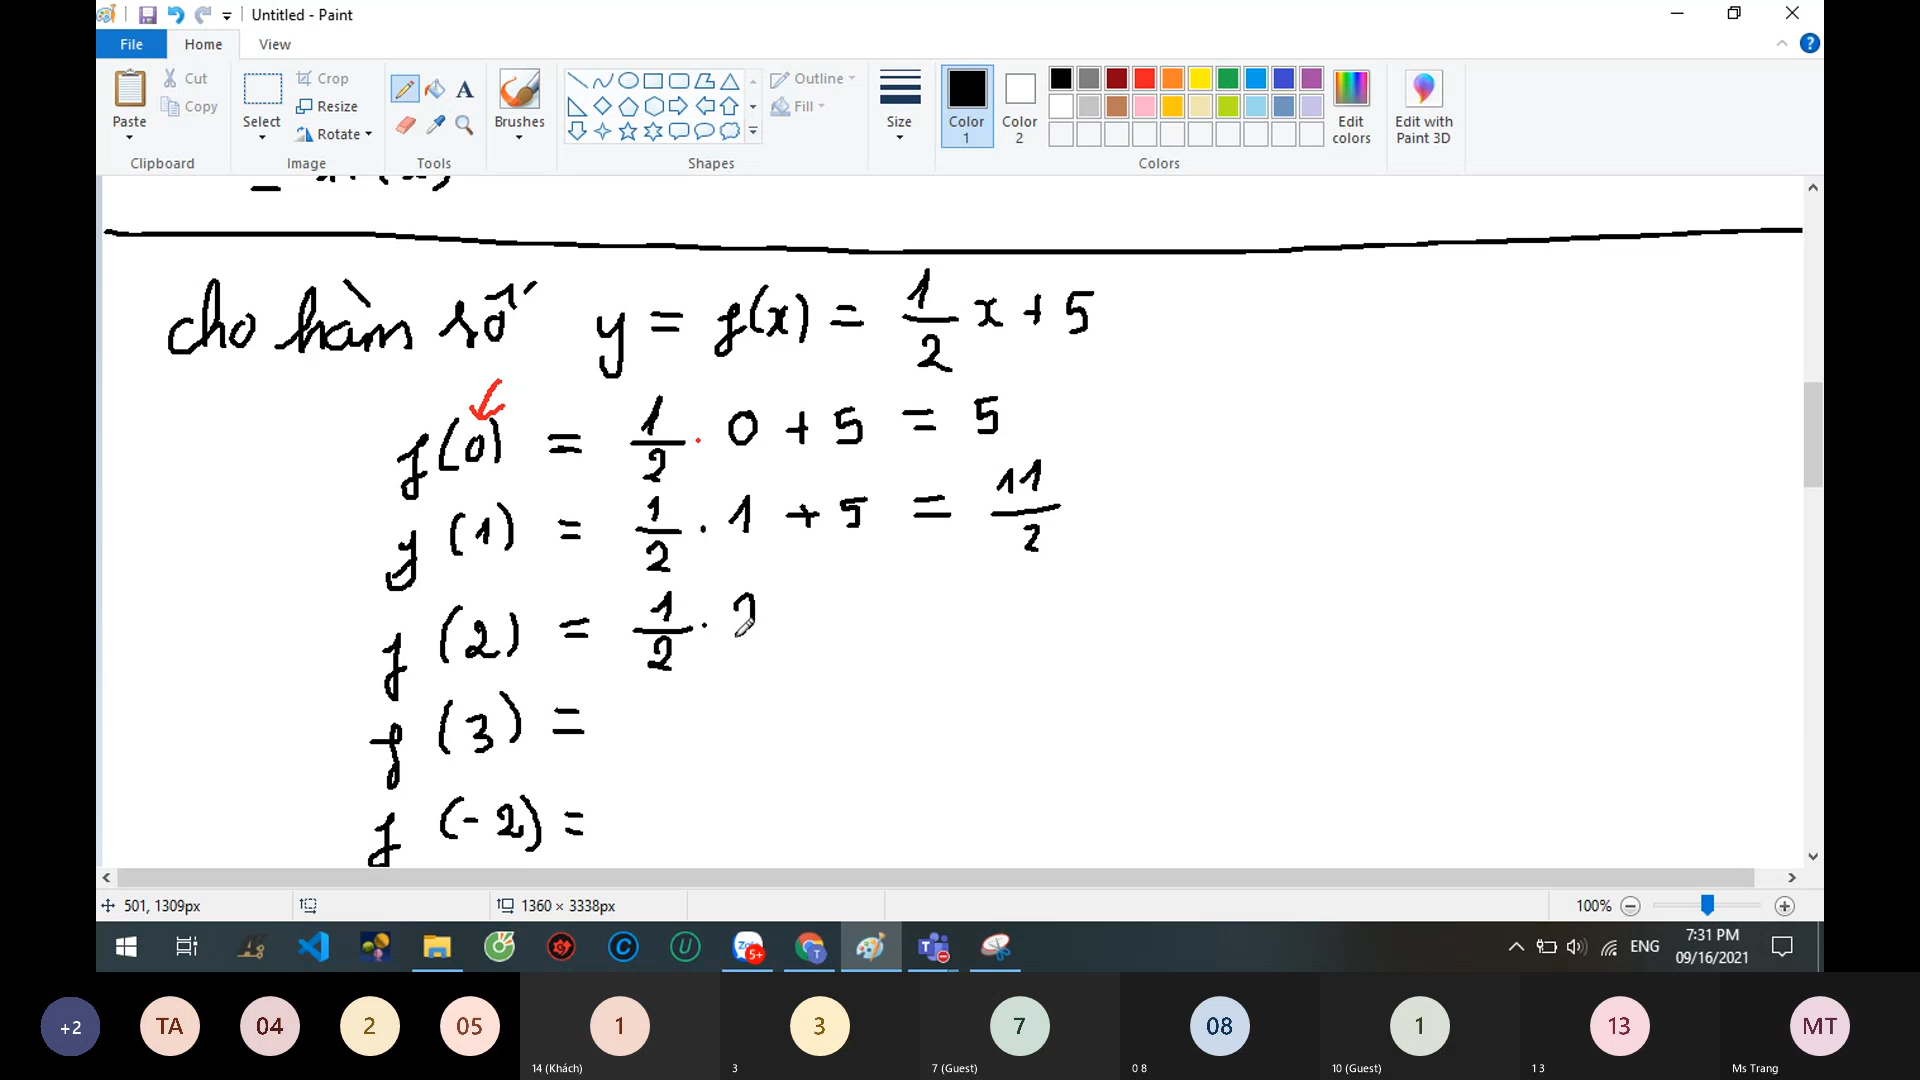 Untitled - Paint
File Home View
Paste Cut Copy Select Crop Resize Rotate Brushes Outline Fill Size Color 1 Color 2 Edit colors Edit with Paint 3D
Clipboard Image Tools Shapes Colors
cho hàm số y = f(x) = 1/2 x + 5
f(0) = 1/2 . 0 + 5 = 5
f(1) = 1/2 . 1 + 5 = 11/2
f(2) = 1/2 . 2
f(3) =
f(-2) =
501, 1309px 1360 × 3338px 100%
5+ ENG 7:31 PM
09/16/2021
+2 TA 04 2 05 1 3 7 08 1 13 MT
14 (Khách) 3 7 (Guest) 0 8 10 (Guest) 1 3 Ms Trang